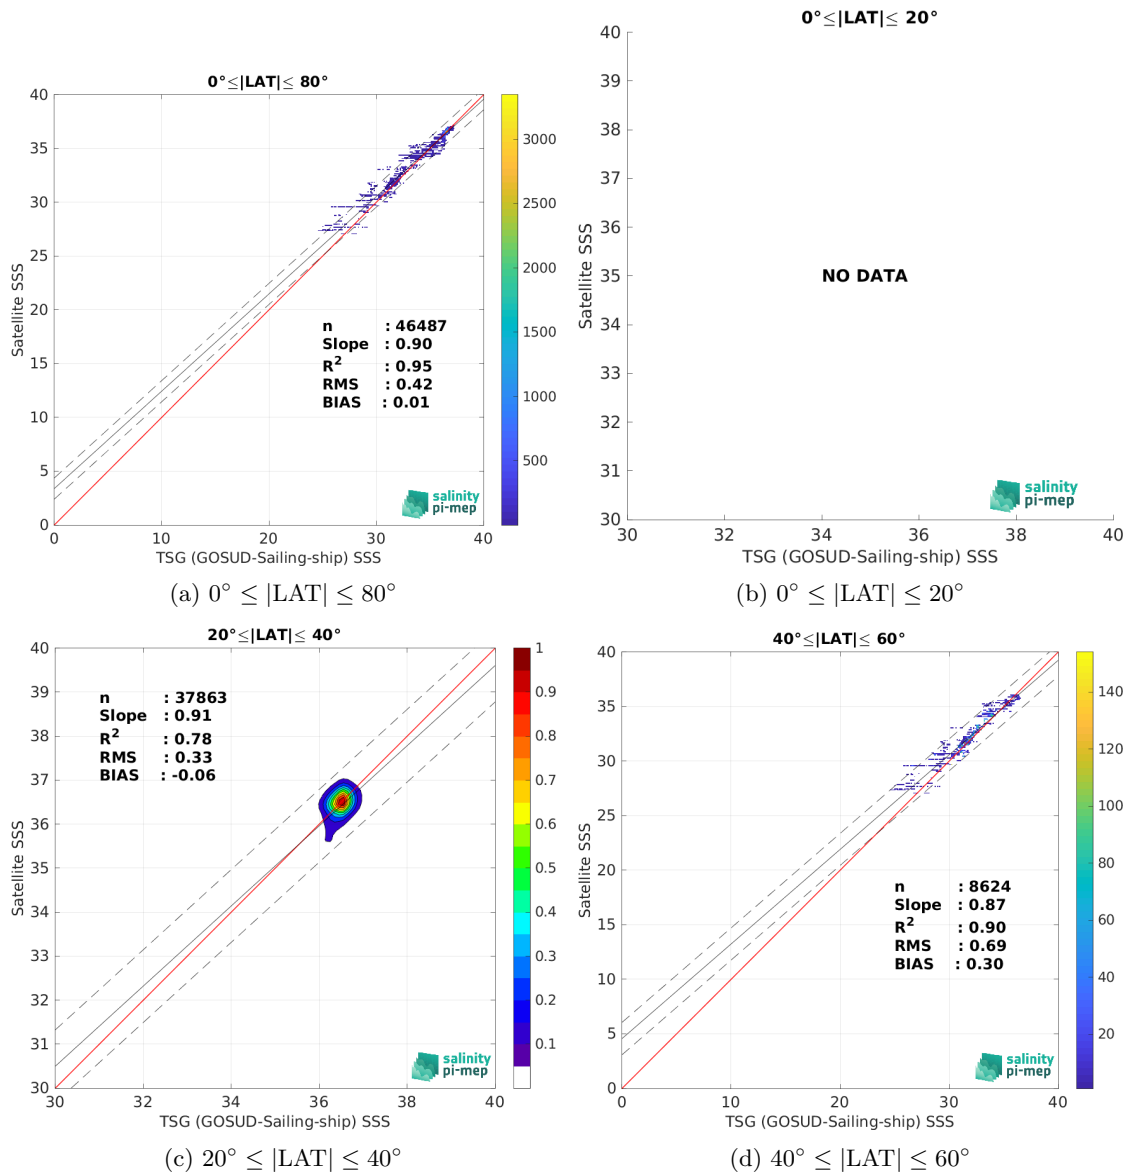 0°≤|LAT|≤ 80°
40
35
30
25
20
15
10
5
0
Satellite SSS
n : 46487
Slope : 0.90
R2 : 0.95
RMS : 0.42
BIAS : 0.01
salinity
pi-mep
0 10 20 30 40
TSG (GOSUD-Sailing-ship) SSS
3000
2500
2000
1500
1000
500
(a) 0° ≤ |LAT| ≤ 80°
0°≤|LAT|≤ 20°
40
39
38
37
36
35
34
33
32
31
30
Satellite SSS
NO DATA
salinity
pi-mep
30 32 34 36 38 40
TSG (GOSUD-Sailing-ship) SSS
(b) 0° ≤ |LAT| ≤ 20°
20°≤|LAT|≤ 40°
40
39
38
37
36
35
34
33
32
31
30
Satellite SSS
n : 37863
Slope : 0.91
R2 : 0.78
RMS : 0.33
BIAS : -0.06
salinity
pi-mep
30 32 34 36 38 40
TSG (GOSUD-Sailing-ship) SSS
1
0.9
0.8
0.7
0.6
0.5
0.4
0.3
0.2
0.1
(c) 20° ≤ |LAT| ≤ 40°
40°≤|LAT|≤ 60°
40
35
30
25
20
15
10
5
0
Satellite SSS
n : 8624
Slope : 0.87
R2 : 0.90
RMS : 0.69
BIAS : 0.30
salinity
pi-mep
0 10 20 30 40
TSG (GOSUD-Sailing-ship) SSS
140
120
100
80
60
40
20
(d) 40° ≤ |LAT| ≤ 60°